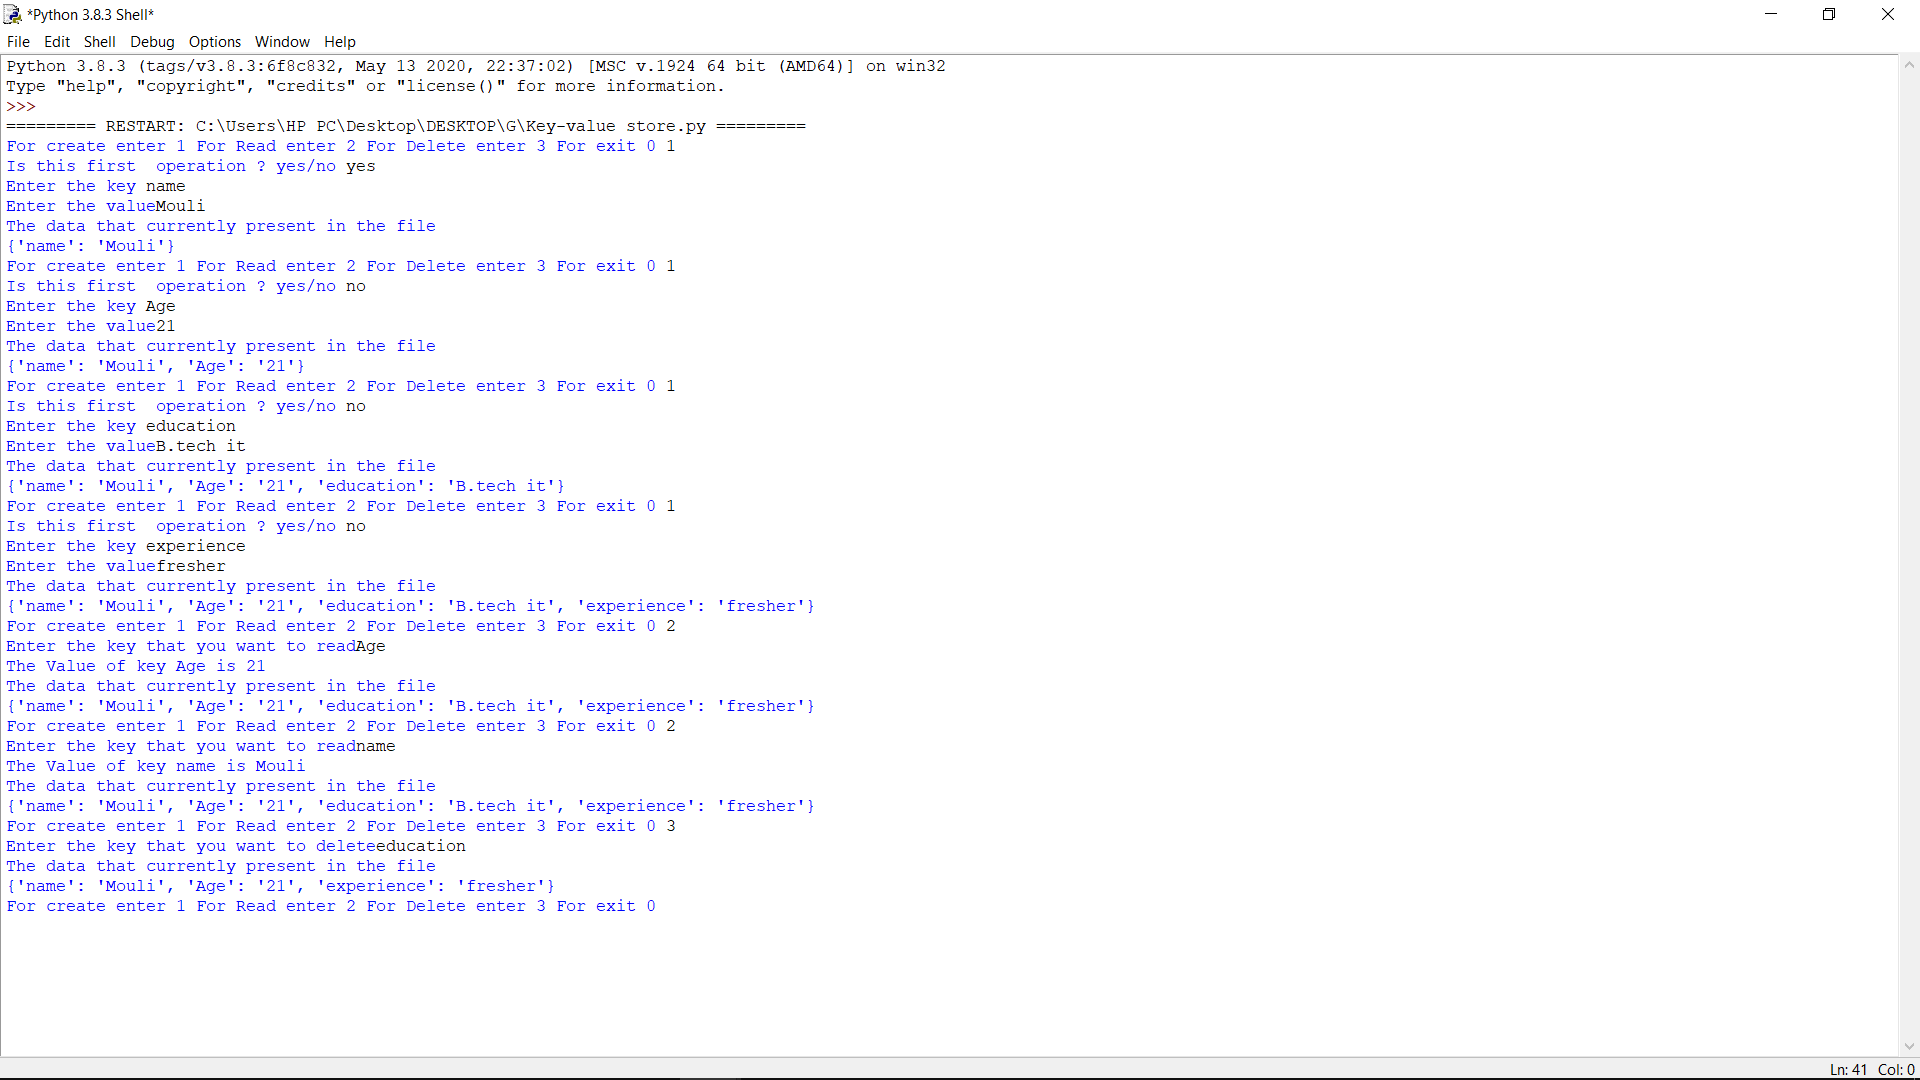 *Python 3.8.3 Shell*
File Edit Shell Debug Options Window Help
Python 3.8.3 (tags/v3.8.3:6f8c832, May 13 2020, 22:37:02) [MSC v.1924 64 bit (AMD64)] on win32
Type "help", "copyright", "credits" or "license()" for more information.
>>>
========= RESTART: C:\Users\HP PC\Desktop\DESKTOP\G\Key-value store.py =========
For create enter 1 For Read enter 2 For Delete enter 3 For exit 0 1
Is this first  operation ? yes/no yes
Enter the key name
Enter the valueMouli
The data that currently present in the file
{'name': 'Mouli'}
For create enter 1 For Read enter 2 For Delete enter 3 For exit 0 1
Is this first  operation ? yes/no no
Enter the key Age
Enter the value21
The data that currently present in the file
{'name': 'Mouli', 'Age': '21'}
For create enter 1 For Read enter 2 For Delete enter 3 For exit 0 1
Is this first  operation ? yes/no no
Enter the key education
Enter the valueB.tech it
The data that currently present in the file
{'name': 'Mouli', 'Age': '21', 'education': 'B.tech it'}
For create enter 1 For Read enter 2 For Delete enter 3 For exit 0 1
Is this first  operation ? yes/no no
Enter the key experience
Enter the valuefresher
The data that currently present in the file
{'name': 'Mouli', 'Age': '21', 'education': 'B.tech it', 'experience': 'fresher'}
For create enter 1 For Read enter 2 For Delete enter 3 For exit 0 2
Enter the key that you want to readAge
The Value of key Age is 21
The data that currently present in the file
{'name': 'Mouli', 'Age': '21', 'education': 'B.tech it', 'experience': 'fresher'}
For create enter 1 For Read enter 2 For Delete enter 3 For exit 0 2
Enter the key that you want to readname
The Value of key name is Mouli
The data that currently present in the file
{'name': 'Mouli', 'Age': '21', 'education': 'B.tech it', 'experience': 'fresher'}
For create enter 1 For Read enter 2 For Delete enter 3 For exit 0 3
Enter the key that you want to deleteeducation
The data that currently present in the file
{'name': 'Mouli', 'Age': '21', 'experience': 'fresher'}
For create enter 1 For Read enter 2 For Delete enter 3 For exit 0
Ln: 41 Col: 0